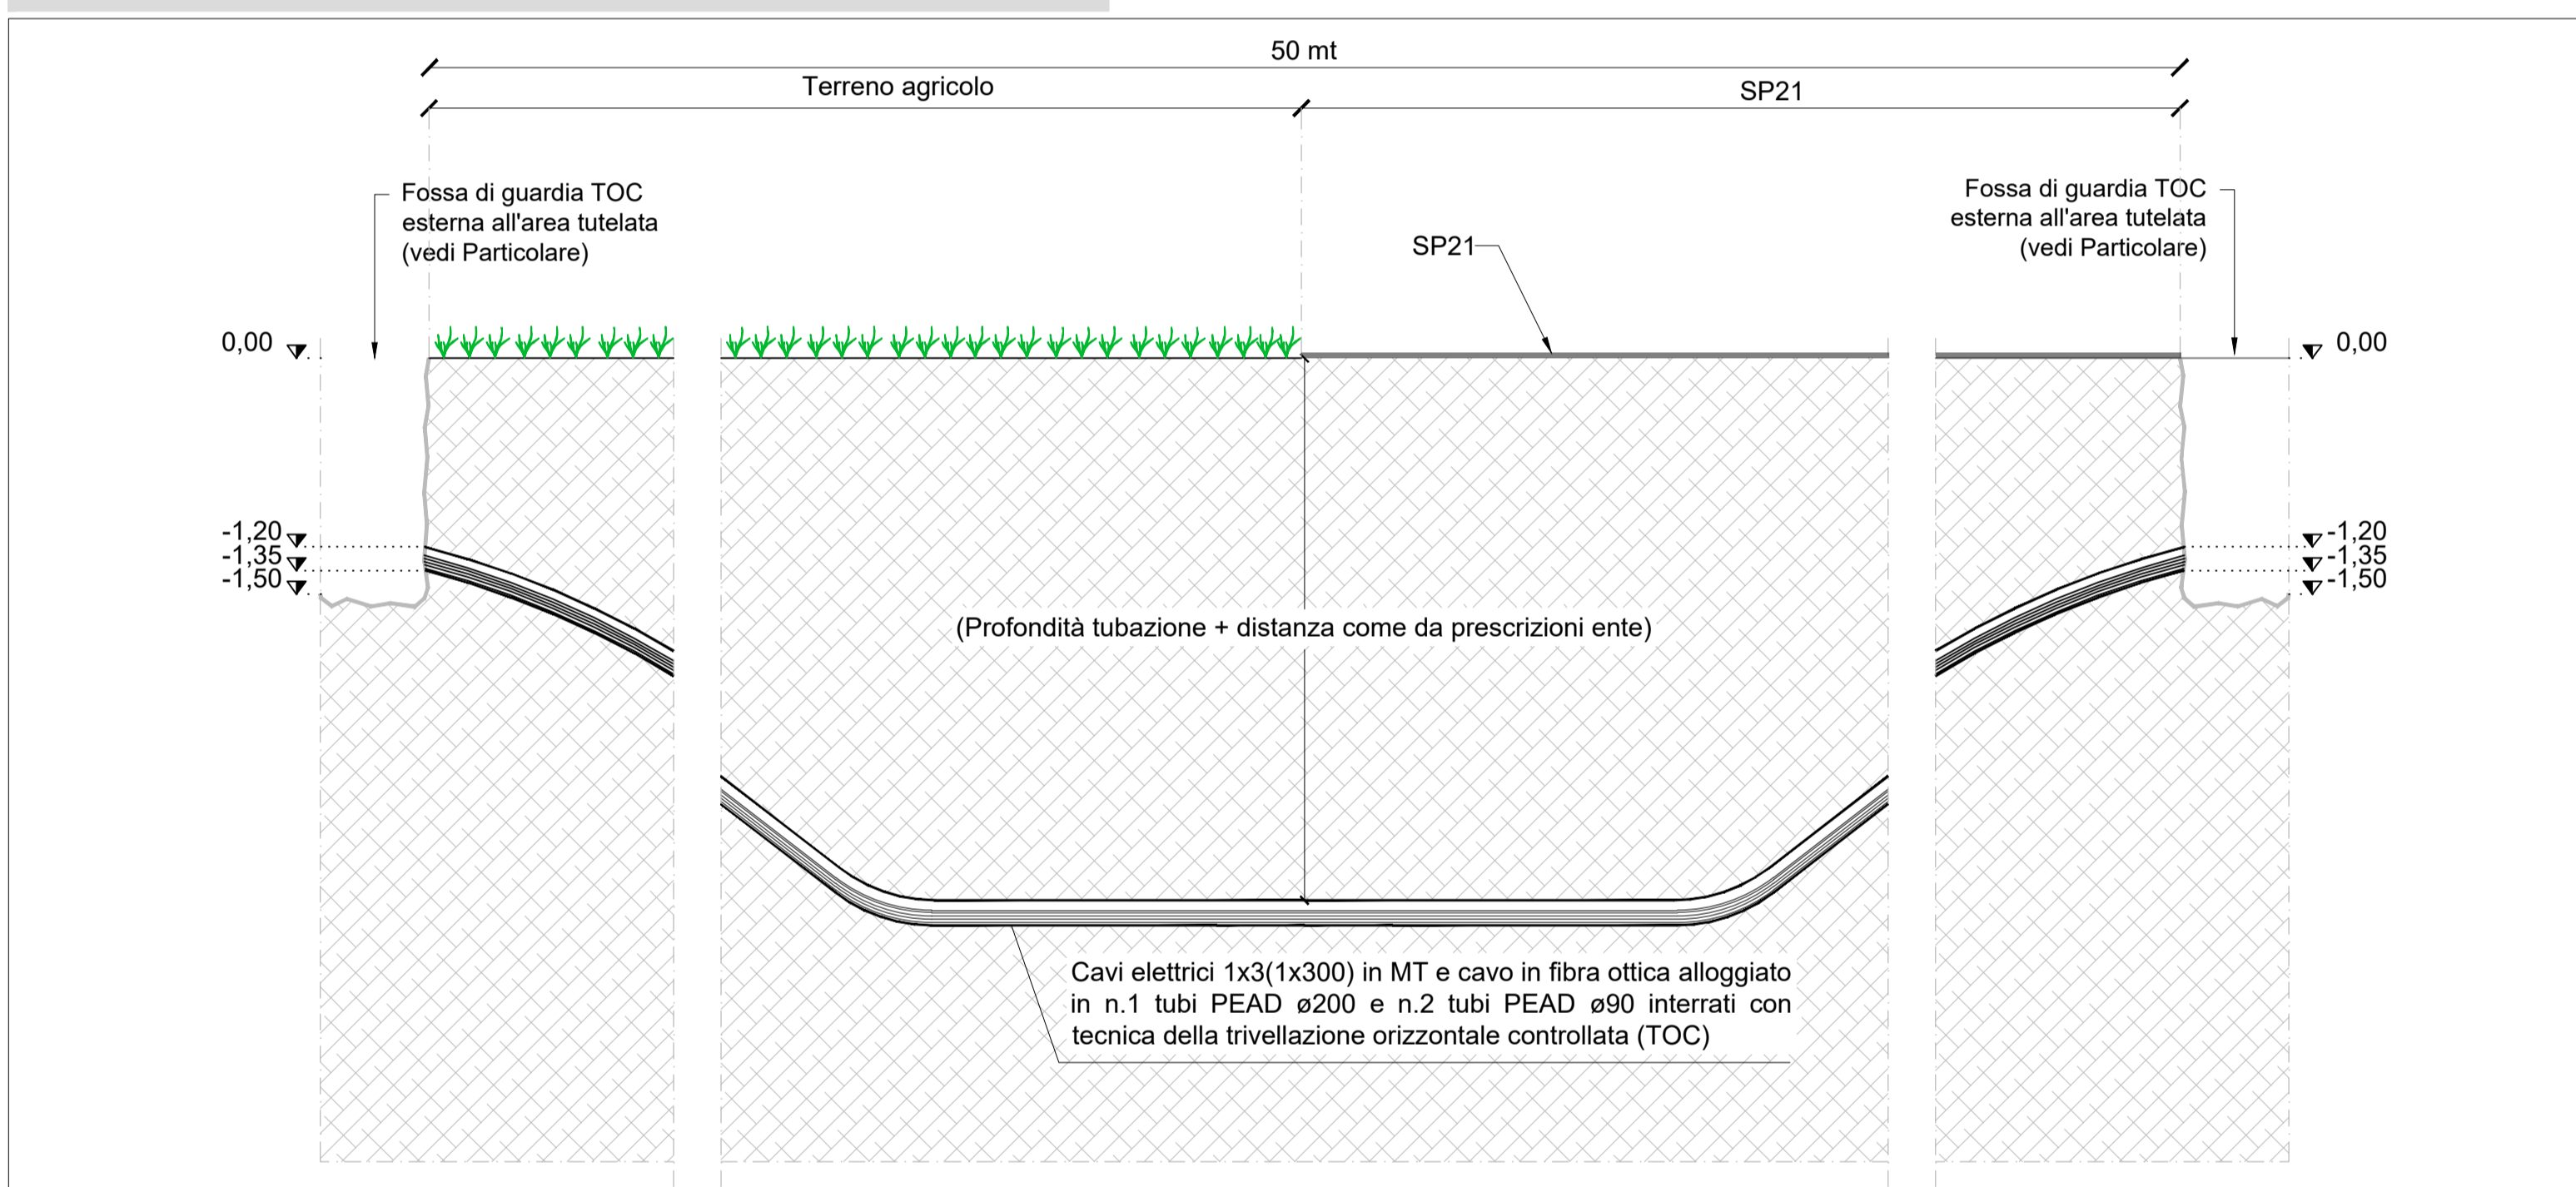 50 mt
Terreno agricolo
SP21
Fossa di guardia TOC
esterna all'area tutelata
(vedi Particolare)
Fossa di guardia TOC
esterna all'area tutelata
(vedi Particolare)
SP21
0,00
0,00
-1,20
-1,35
-1,50
-1,20
-1,35
-1,50
(Profondità tubazione + distanza come da prescrizioni ente)
Cavi elettrici 1x3(1x300) in MT e cavo in fibra ottica alloggiato
in n.1 tubi PEAD ø200 e n.2 tubi PEAD ø90 interrati con
tecnica della trivellazione orizzontale controllata (TOC)